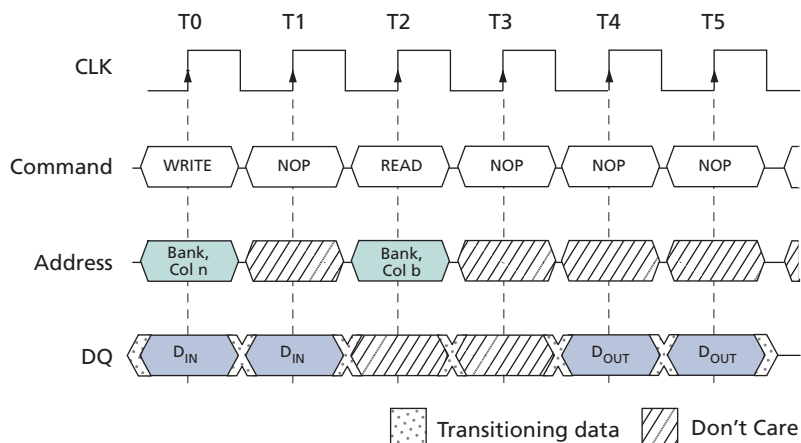 T0 T1 T2 T3 T4 T5
CLK
Command WRITE NOP READ NOP NOP NOP
Address Bank, Col n Bank, Col b
DQ DIN DIN DOUT DOUT
Transitioning data Don't Care